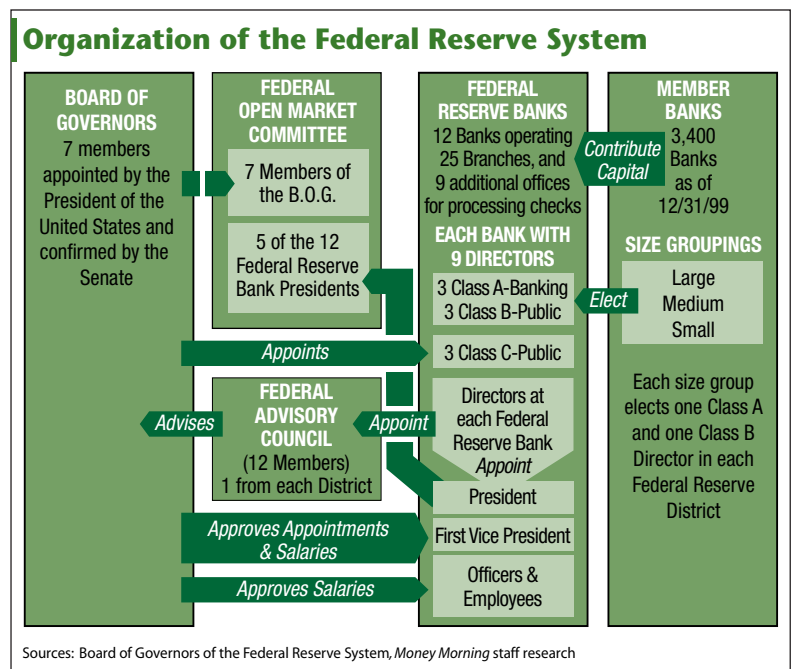 Organization of the Federal Reserve System
BOARD OF
GOVERNORS
7 members
appointed by the
President of the
United States and
confirmed by the
Senate
FEDERAL
OPEN MARKET
COMMITTEE
7 Members of
the B.O.G.
5 of the 12
Federal Reserve
Bank Presidents
Appoints
Advises
FEDERAL
ADVISORY
COUNCIL
(12 Members)
1 from each District
Appoint
Approves Appointments
& Salaries
Approves Salaries
FEDERAL
RESERVE BANKS
12 Banks operating
25 Branches, and
9 additional offices
for processing checks
EACH BANK WITH
9 DIRECTORS
3 Class A-Banking
3 Class B-Public
3 Class C-Public
Directors at
each Federal
Reserve Bank
Appoint
President
First Vice President
Officers &
Employees
Contribute
Capital
Elect
MEMBER
BANKS
3,400
Banks
as of
12/31/99
SIZE GROUPINGS
Large
Medium
Small
Each size group
elects one Class A
and one Class B
Director in each
Federal Reserve
District
Sources: Board of Governors of the Federal Reserve System, Money Morning staff research